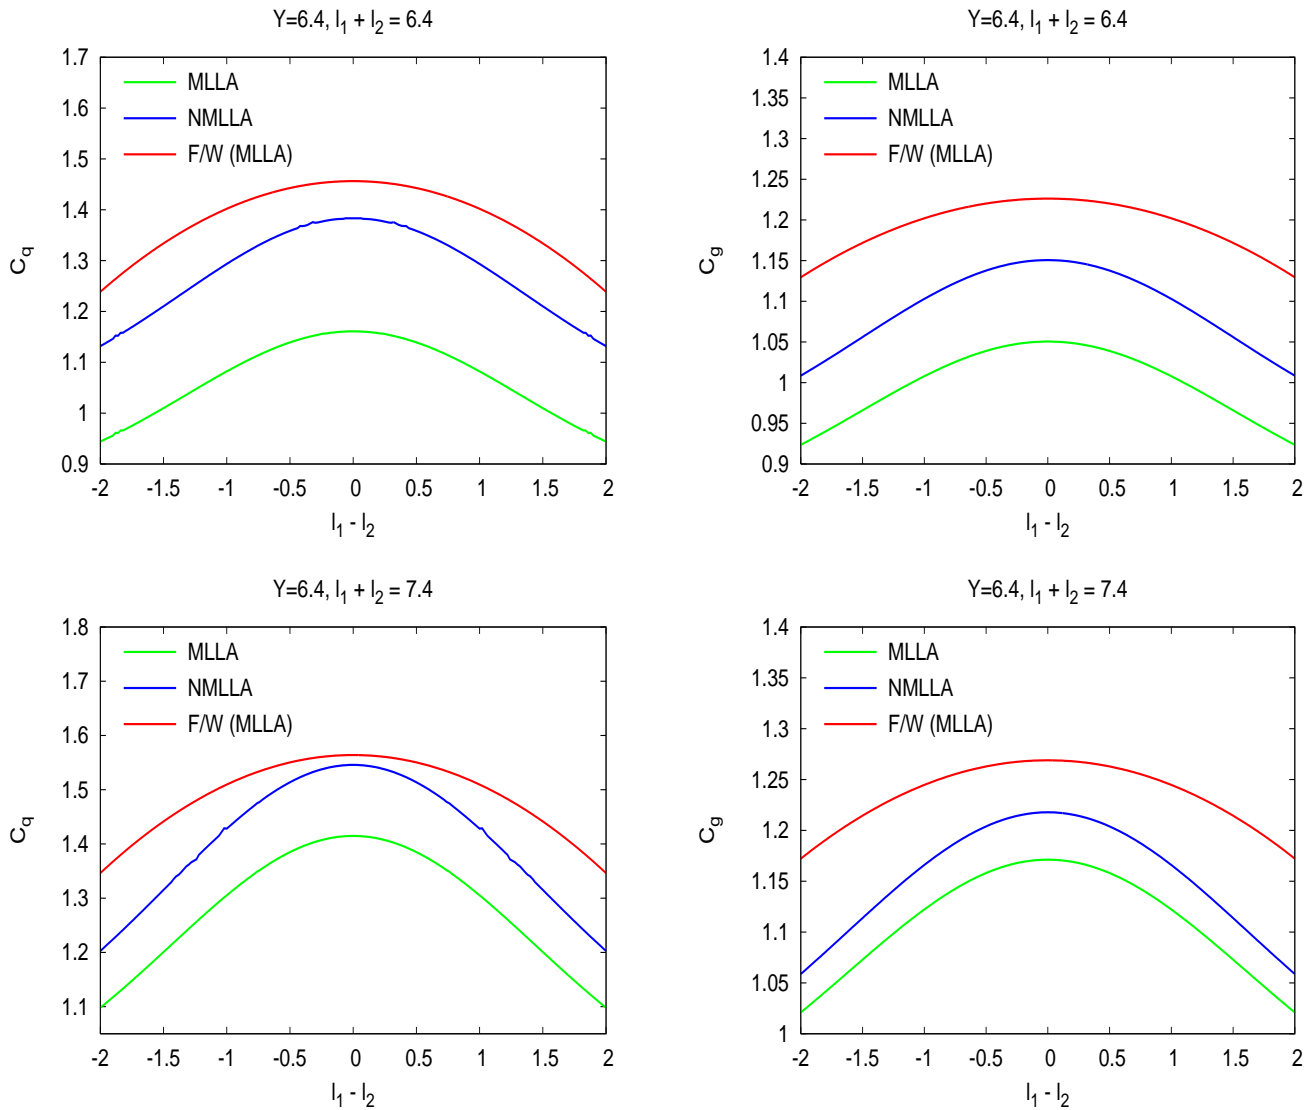 Y=6.4, l1 + l2 = 6.4
1.7
1.6
1.5
1.4
1.3
1.2
1.1
1
0.9
Cq
MLLA
NMLLA
F/W (MLLA)
-2 -1.5 -1 -0.5 0 0.5 1 1.5 2
l1 - l2
Y=6.4, l1 + l2 = 6.4
1.4
1.35
1.3
1.25
1.2
1.15
1.1
1.05
1
0.95
0.9
Cg
MLLA
NMLLA
F/W (MLLA)
-2 -1.5 -1 -0.5 0 0.5 1 1.5 2
l1 - l2
Y=6.4, l1 + l2 = 7.4
1.8
1.7
1.6
1.5
1.4
1.3
1.2
1.1
Cq
MLLA
NMLLA
F/W (MLLA)
-2 -1.5 -1 -0.5 0 0.5 1 1.5 2
l1 - l2
Y=6.4, l1 + l2 = 7.4
1.4
1.35
1.3
1.25
1.2
1.15
1.1
1.05
1
Cg
MLLA
NMLLA
F/W (MLLA)
-2 -1.5 -1 -0.5 0 0.5 1 1.5 2
l1 - l2